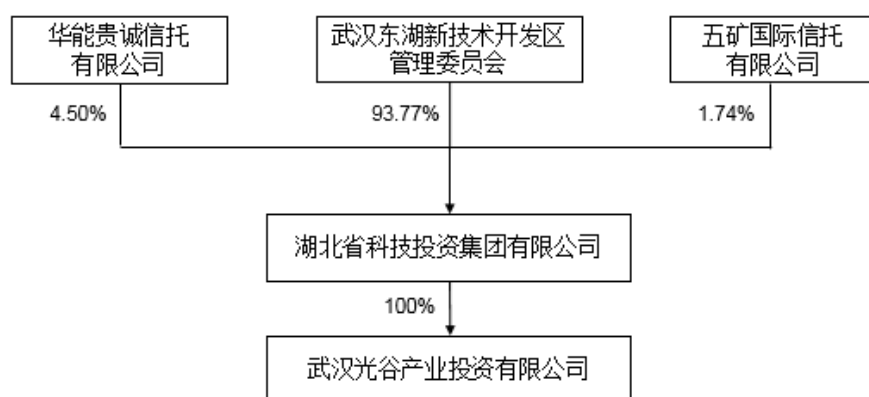 华能贵诚信托
有限公司
武汉东湖新技术开发区
管理委员会
五矿国际信托
有限公司
4.50%
93.77%
1.74%
湖北省科技投资集团有限公司
100%
武汉光谷产业投资有限公司